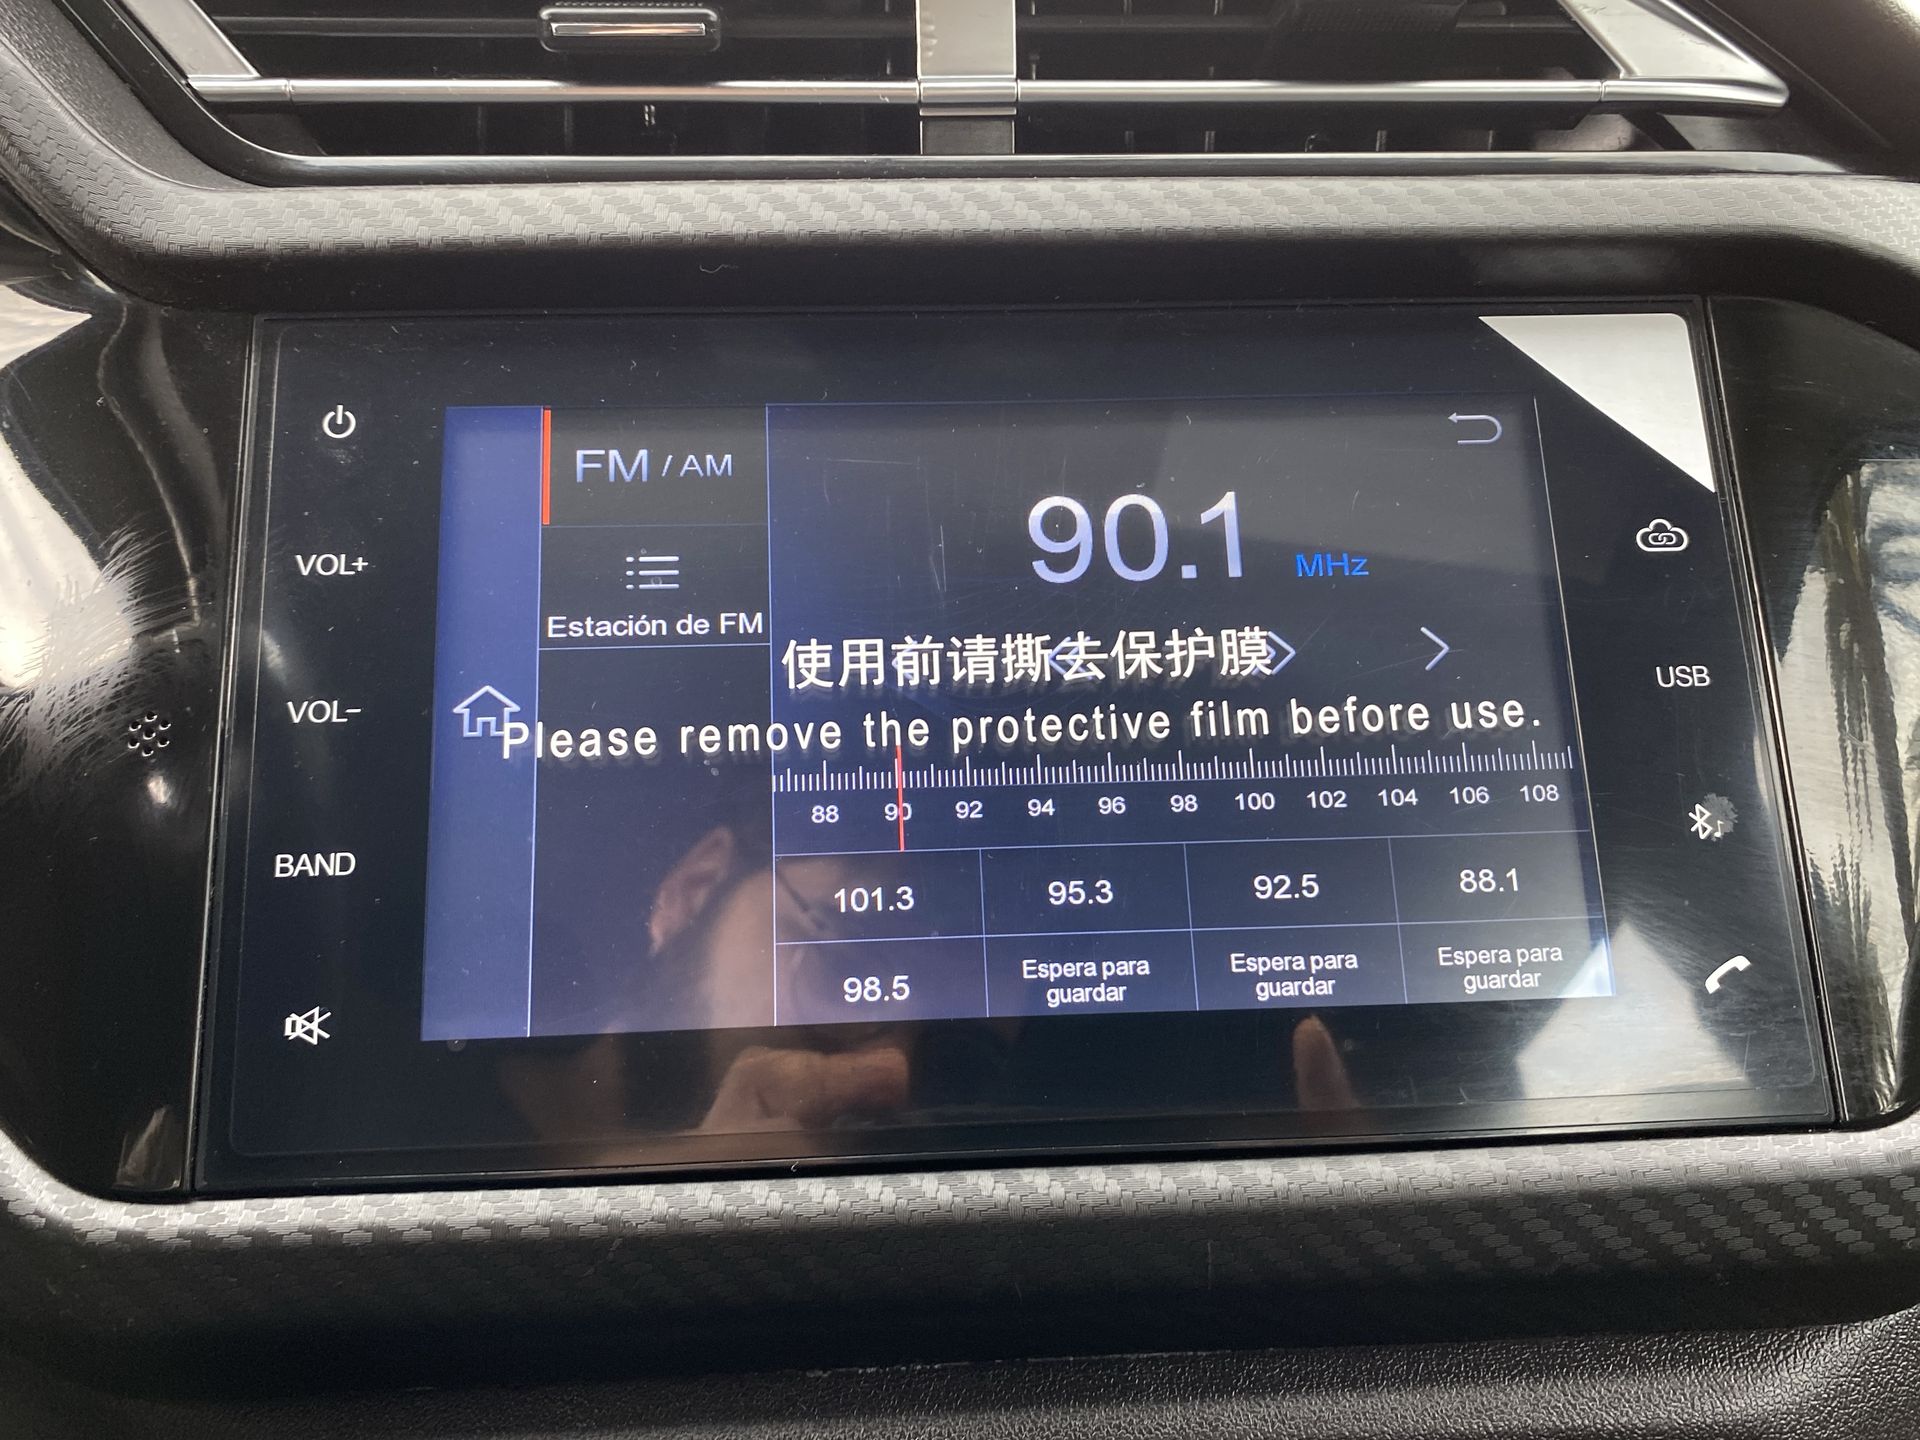 VOL+
VOL-
BAND
FM / AM
Estación de FM
90.1 MHz
使用前请撕去保护膜
Please remove the protective film before use.
88 90 92 94 96 98 100 102 104 106 108
101.3 95.3 92.5 88.1
98.5
Espera para
guardar
Espera para
guardar
Espera para
guardar
USB